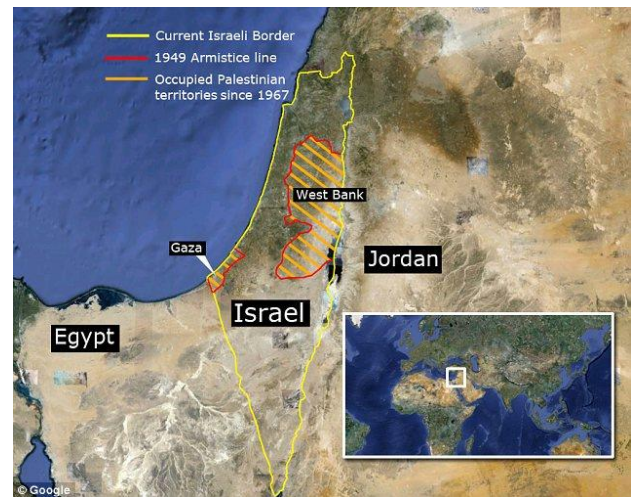 Current Israeli Border
1949 Armistice line
Occupied Palestinian
territories since 1967
West Bank
Gaza
Jordan
Israel
Egypt
© Google